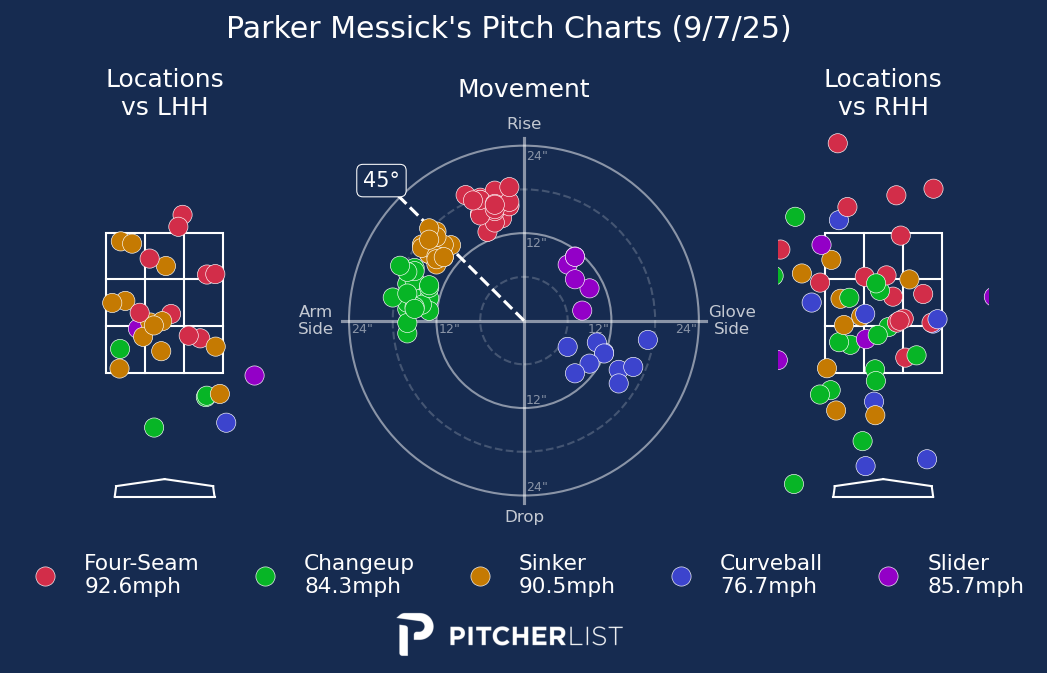 Parker Messick's Pitch Charts (9/7/25)
Locations
vs LHH
Movement
Locations
vs RHH
Rise
24"
45°
12"
Arm
Side
24"
12"
12"
24"
Glove
Side
12"
24"
Drop
Four-Seam
92.6mph
Changeup
84.3mph
Sinker
90.5mph
Curveball
76.7mph
Slider
85.7mph
PITCHERLIST